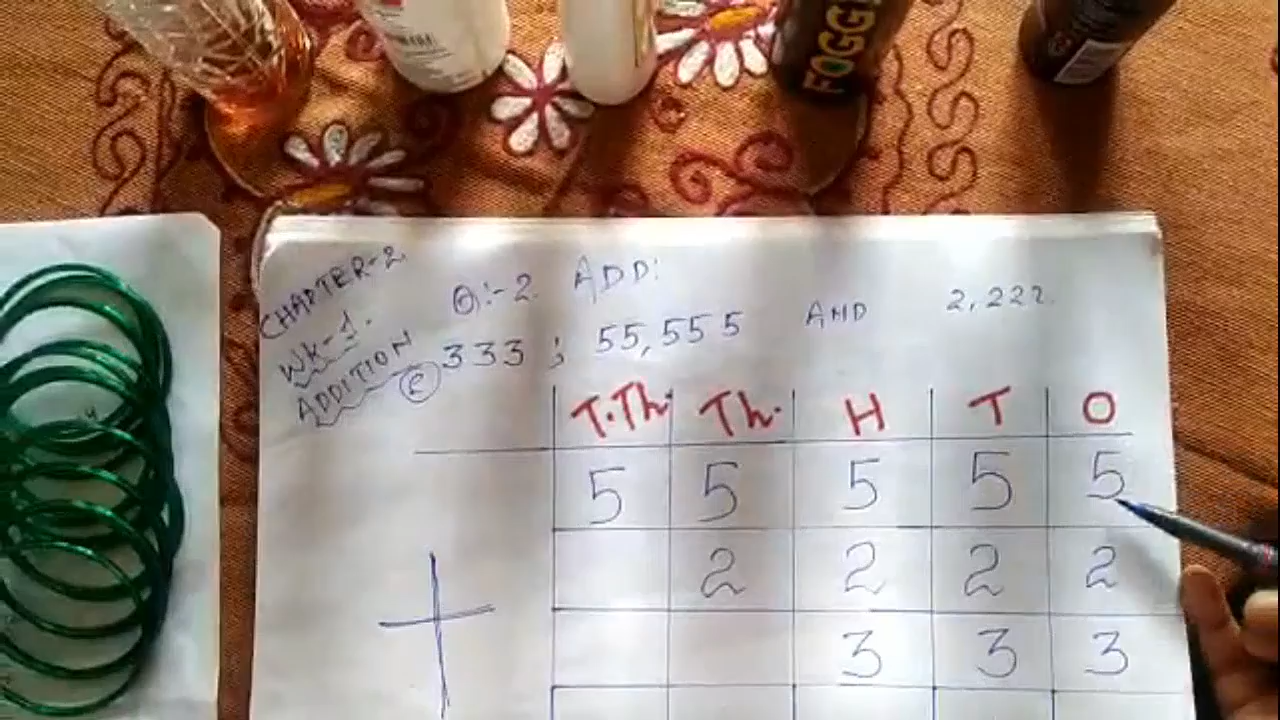 FOGG
CHAPTER-2.
WK-1.
ADDITION
Q:-2. ADD:
c 333 ; 55,555 AND 2,222.
T.Th. Th. H T O
5 5 5 5 5
2 2 2 2
+
3 3 3